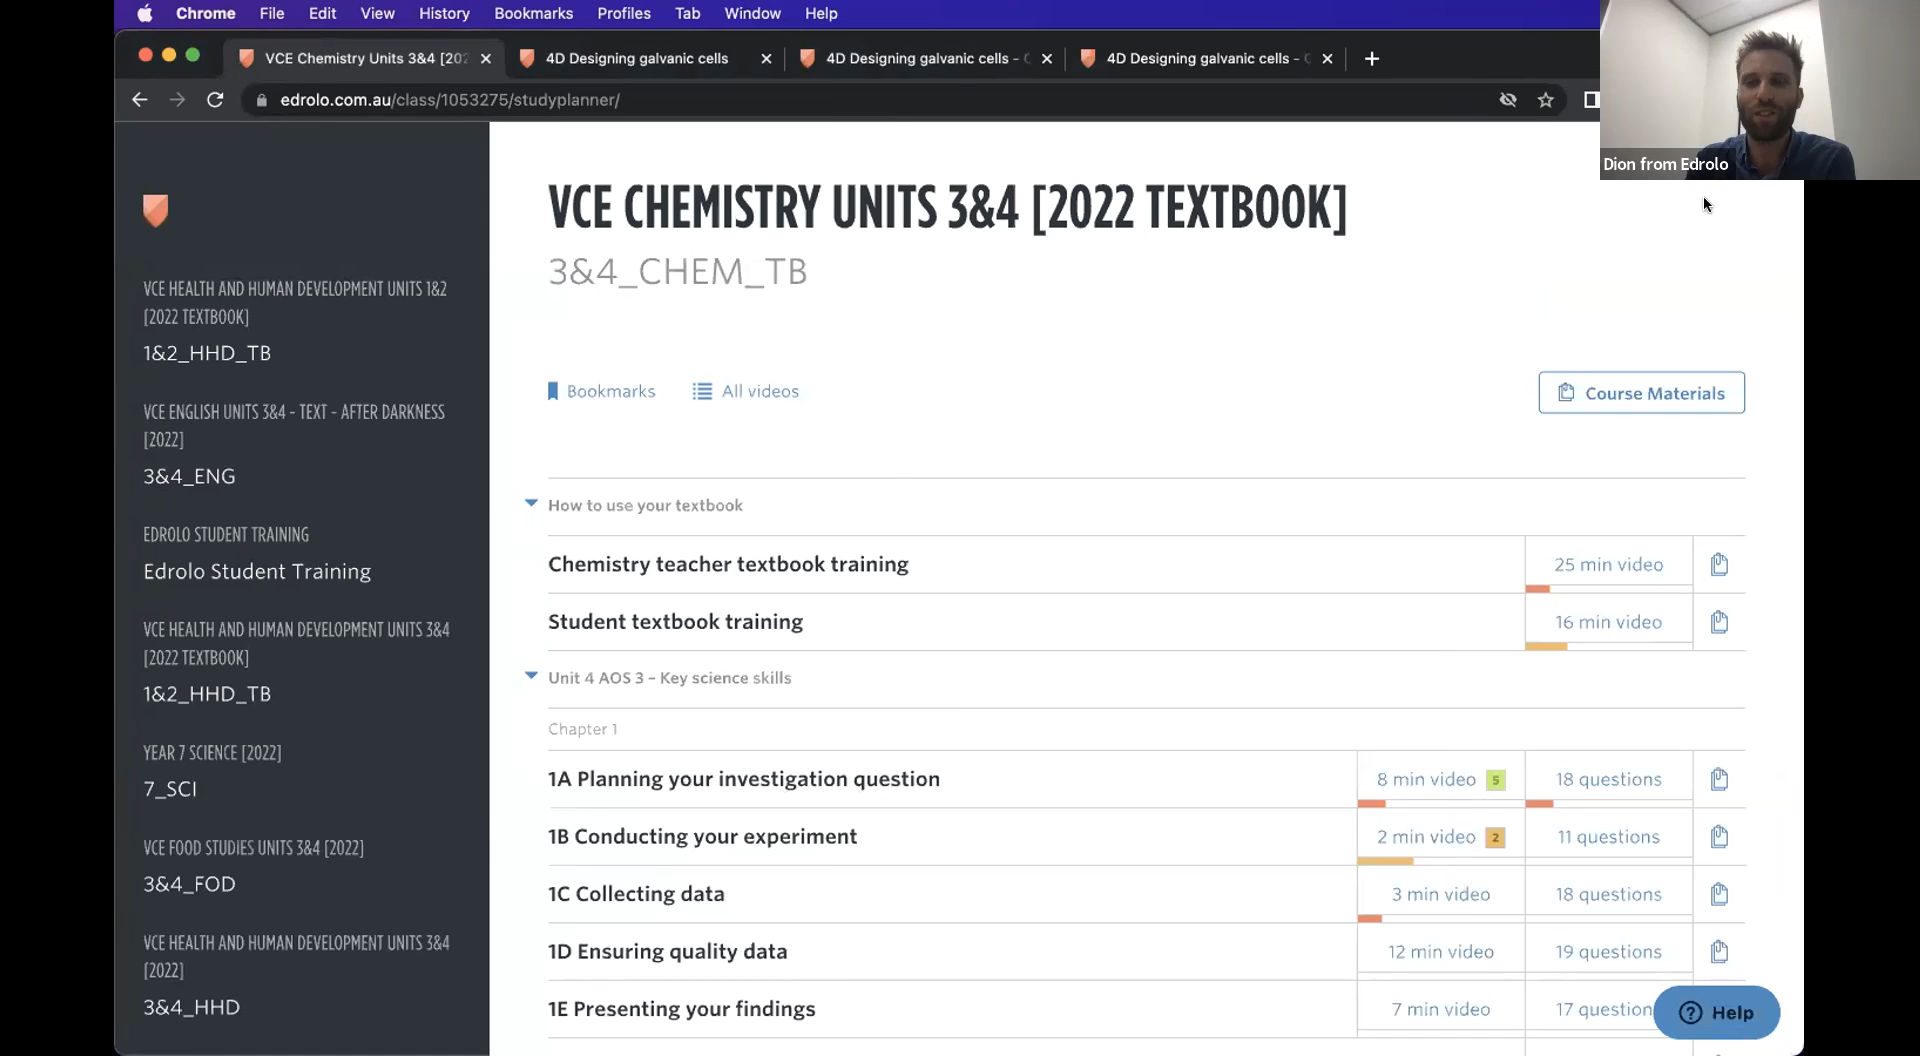 Chrome File Edit View History Bookmarks Profiles Tab Window Help
VCE Chemistry Units 3&4 [202
4D Designing galvanic cells
4D Designing galvanic cells -
4D Designing galvanic cells -
edrolo.com.au/class/1053275/studyplanner/
Dion from Edrolo
VCE HEALTH AND HUMAN DEVELOPMENT UNITS 1&2
[2022 TEXTBOOK]
1&2_HHD_TB
VCE ENGLISH UNITS 3&4 - TEXT - AFTER DARKNESS
[2022]
3&4_ENG
EDROLO STUDENT TRAINING
Edrolo Student Training
VCE HEALTH AND HUMAN DEVELOPMENT UNITS 3&4
[2022 TEXTBOOK]
1&2_HHD_TB
YEAR 7 SCIENCE [2022]
7_SCI
VCE FOOD STUDIES UNITS 3&4 [2022]
3&4_FOD
VCE HEALTH AND HUMAN DEVELOPMENT UNITS 3&4
[2022]
3&4_HHD
VCE CHEMISTRY UNITS 3&4 [2022 TEXTBOOK]
3&4_CHEM_TB
Bookmarks All videos Course Materials
How to use your textbook
Chemistry teacher textbook training 25 min video
Student textbook training 16 min video
Unit 4 AOS 3 – Key science skills
Chapter 1
1A Planning your investigation question 8 min video 5 18 questions
1B Conducting your experiment 2 min video 2 11 questions
1C Collecting data 3 min video 18 questions
1D Ensuring quality data 12 min video 19 questions
1E Presenting your findings 7 min video 17 question
Help